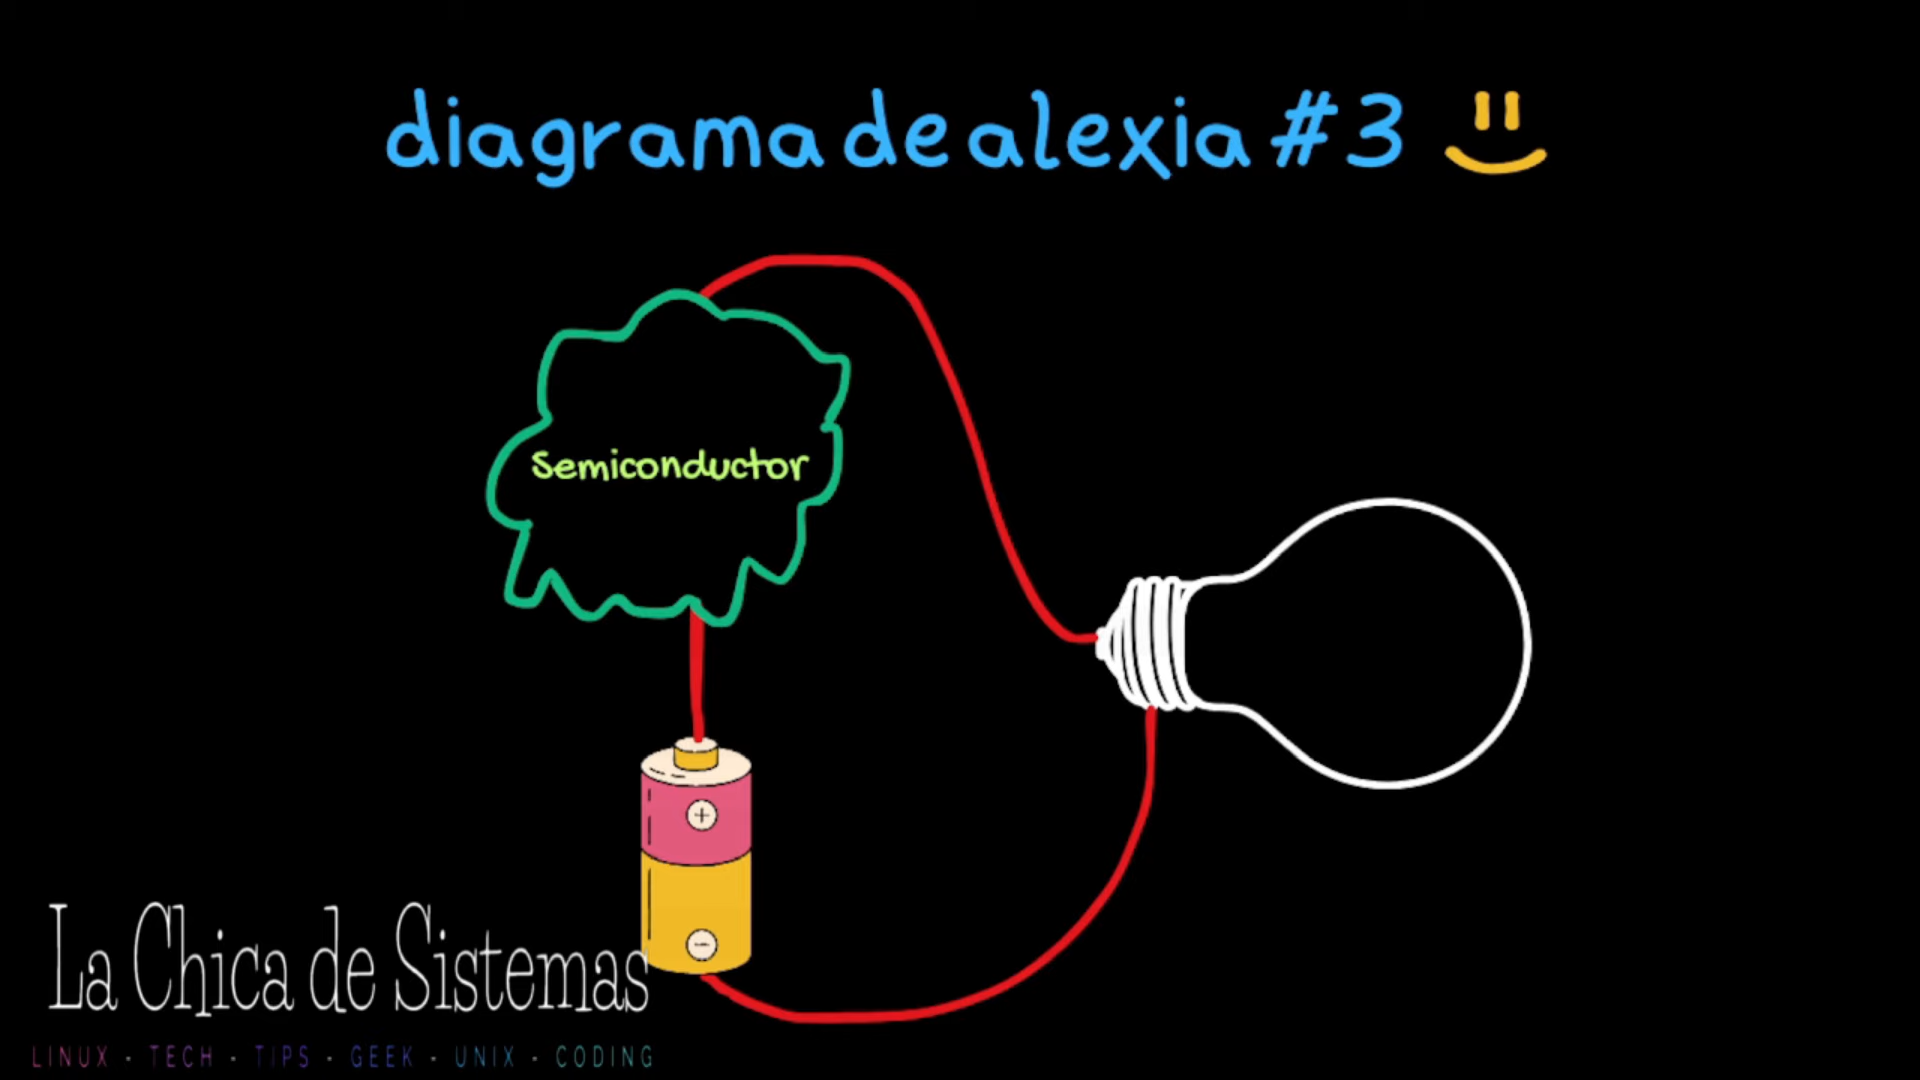 diagrama de alexia #3
Semiconductor
+
−
La Chica de Sistemas
LINUX - TECH - TIPS - GEEK - UNIX - CODING